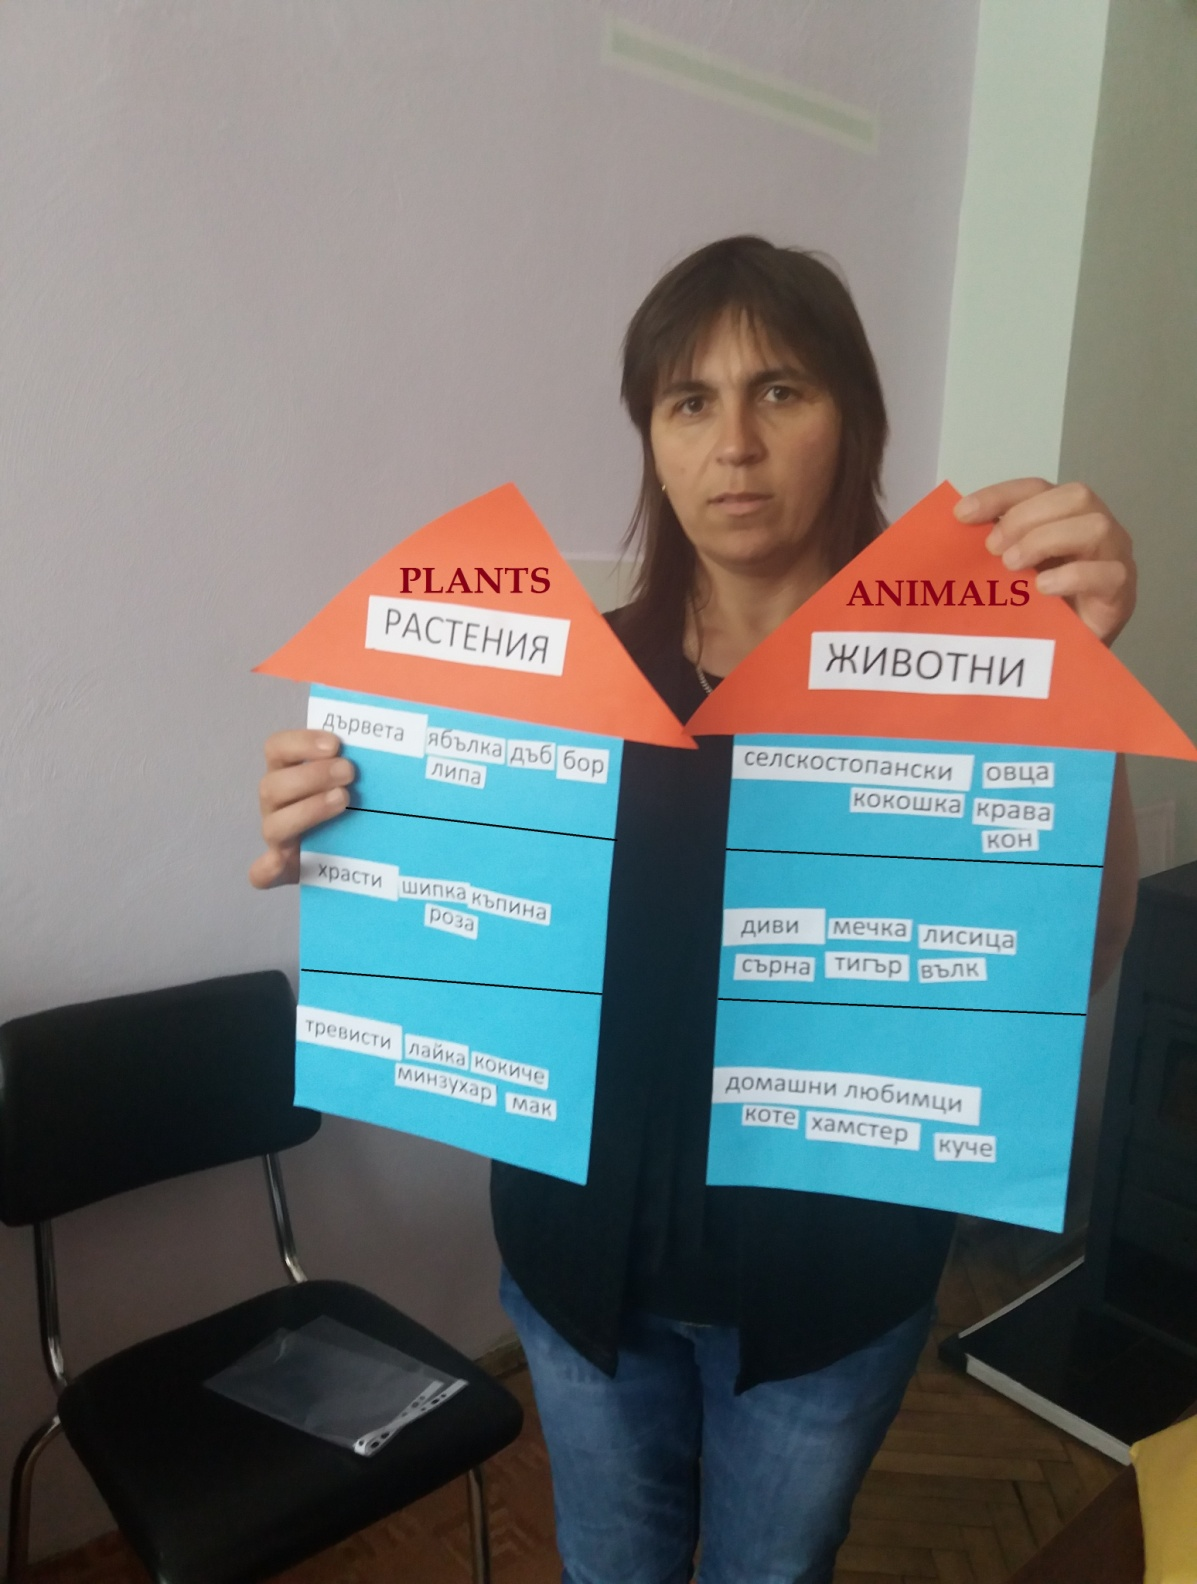 PLANTS
РАСТЕНИЯ
дървета ябълка дъб бор
липа
храсти шипка къпина
роза
тревисти лайка кокиче
минзухар мак
ANIMALS
ЖИВОТНИ
селскостопански овца
кокошка крава
кон
диви мечка лисица
сърна тигър вълк
домашни любимци
коте хамстер куче